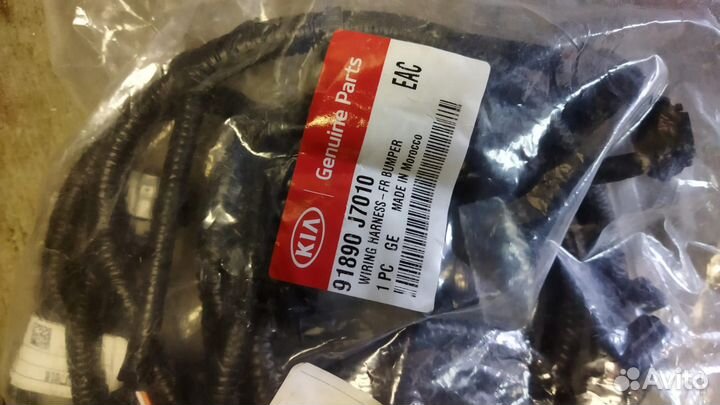 KIA
Genuine Parts
91890 J7010
WIRING HARNESS-FR BUMPER
1 PC GE
MADE IN Morocco
EAC
Avito